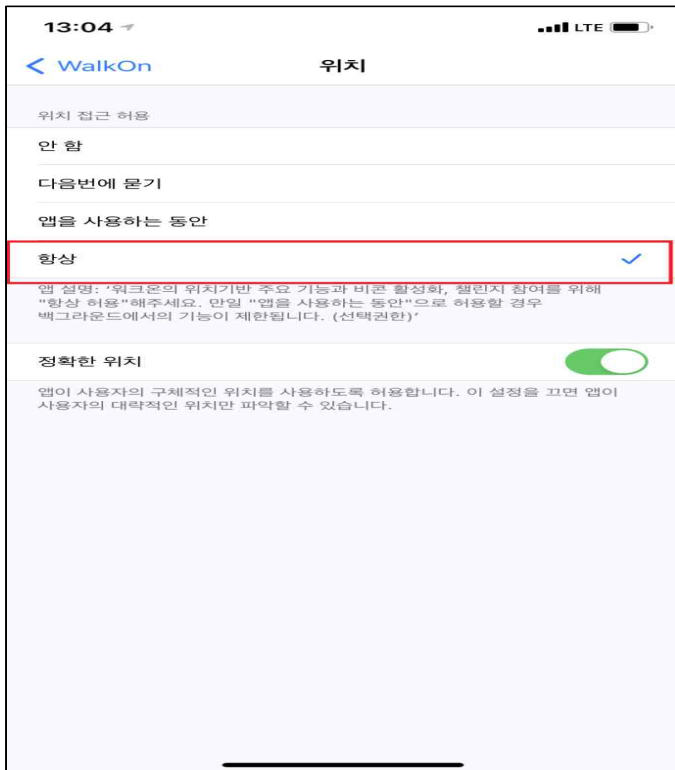 13:04
LTE
WalkOn
위치
위치 접근 허용
안 함
다음번에 묻기
앱을 사용하는 동안
항상
앱 설명: ‘워크온의 위치기반 주요 기능과 비콘 활성화, 챌린지 참여를 위해
"항상 허용"해주세요. 만일 "앱을 사용하는 동안"으로 허용할 경우
백그라운드에서의 기능이 제한됩니다. (선택권한)’
정확한 위치
앱이 사용자의 구체적인 위치를 사용하도록 허용합니다. 이 설정을 끄면 앱이
사용자의 대략적인 위치만 파악할 수 있습니다.